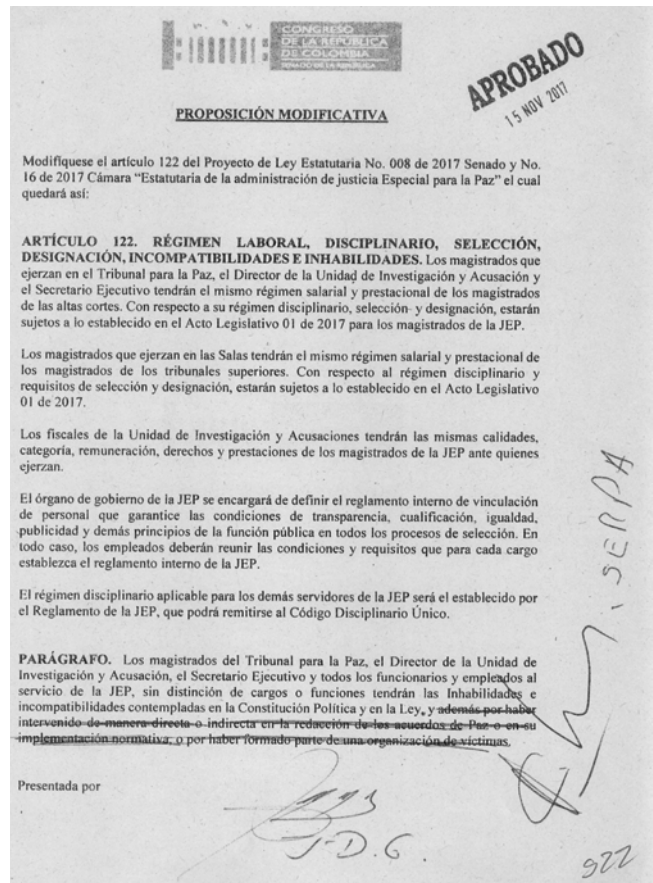 CONGRESO
DE LA REPÚBLICA
DE COLOMBIA
SENADO DE LA REPÚBLICA
APROBADO
15 NOV 2017
PROPOSICIÓN MODIFICATIVA
Modifíquese el artículo 122 del Proyecto de Ley Estatutaria No. 008 de 2017 Senado y No.
16 de 2017 Cámara “Estatutaria de la administración de justicia Especial para la Paz” el cual
quedará así:
ARTÍCULO 122. RÉGIMEN LABORAL, DISCIPLINARIO, SELECCIÓN,
DESIGNACIÓN, INCOMPATIBILIDADES E INHABILIDADES. Los magistrados que
ejerzan en el Tribunal para la Paz, el Director de la Unidad de Investigación y Acusación y
el Secretario Ejecutivo tendrán el mismo régimen salarial y prestacional de los magistrados
de las altas cortes. Con respecto a su régimen disciplinario, selección y designación, estarán
sujetos a lo establecido en el Acto Legislativo 01 de 2017 para los magistrados de la JEP.
Los magistrados que ejerzan en las Salas tendrán el mismo régimen salarial y prestacional de
los magistrados de los tribunales superiores. Con respecto al régimen disciplinario y
requisitos de selección y designación, estarán sujetos a lo establecido en el Acto Legislativo
01 de 2017.
Los fiscales de la Unidad de Investigación y Acusaciones tendrán las mismas calidades,
categoría, remuneración, derechos y prestaciones de los magistrados de la JEP ante quienes
ejerzan.
El órgano de gobierno de la JEP se encargará de definir el reglamento interno de vinculación
de personal que garantice las condiciones de transparencia, cualificación, igualdad,
publicidad y demás principios de la función pública en todos los procesos de selección. En
todo caso, los empleados deberán reunir las condiciones y requisitos que para cada cargo
establezca el reglamento interno de la JEP.
El régimen disciplinario aplicable para los demás servidores de la JEP será el establecido por
el Reglamento de la JEP, que podrá remitirse al Código Disciplinario Único.
PARÁGRAFO. Los magistrados del Tribunal para la Paz, el Director de la Unidad de
Investigación y Acusación, el Secretario Ejecutivo y todos los funcionarios y empleados al
servicio de la JEP, sin distinción de cargos o funciones tendrán las Inhabilidades e
incompatibilidades contempladas en la Constitución Política y en la Ley, y además por haber
intervenido de manera directa o indirecta en la redacción de los acuerdos de Paz o en su
implementación normativa, o por haber formado parte de una organización de víctimas.
Presentada por
J-D.G.
SERPA
922